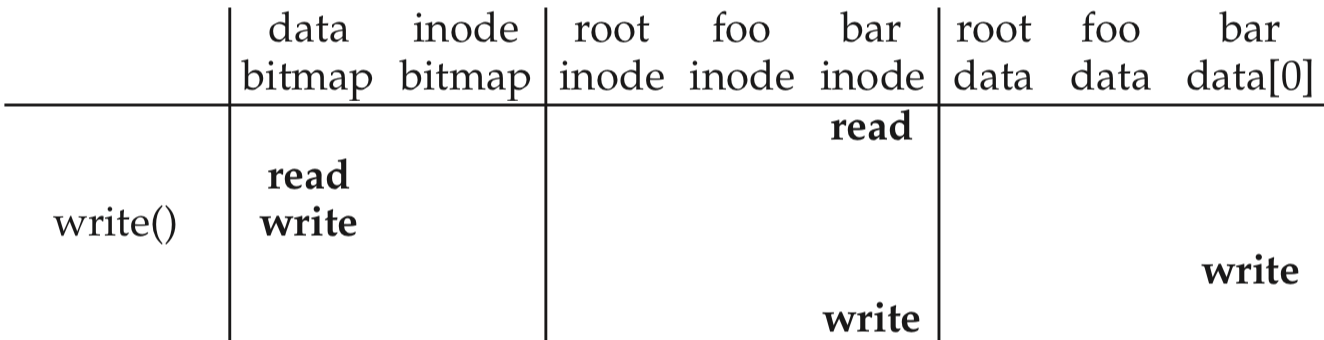 data inode root foo bar root foo bar
bitmap bitmap inode inode inode data data data[0]
read
read
write() write
write
write